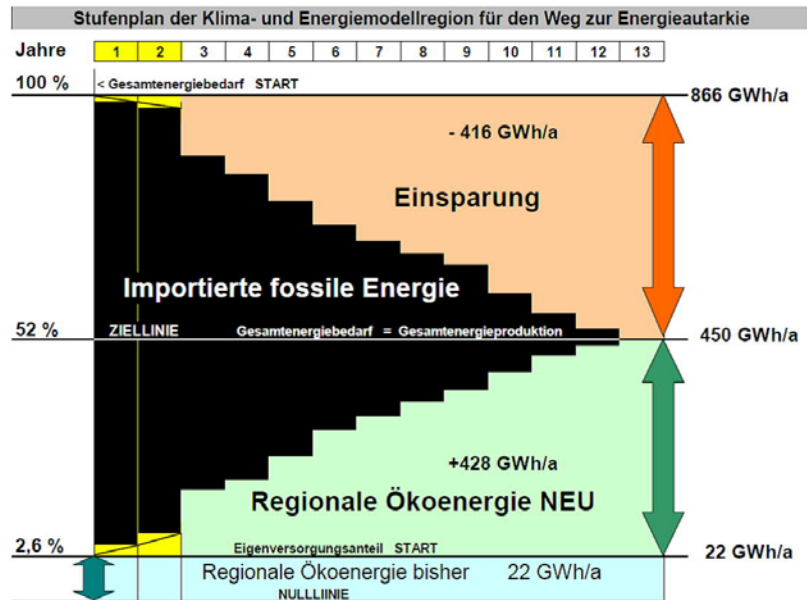 Stufenplan der Klima- und Energiemodellregion für den Weg zur Energieautarkie
Jahre 1 2 3 4 5 6 7 8 9 10 11 12 13
100 % < Gesamtenergiebedarf START 866 GWh/a
- 416 GWh/a
Einsparung
Importierte fossile Energie
52 % ZIELLINIE Gesamtenergiebedarf = Gesamtenergieproduktion 450 GWh/a
+428 GWh/a
Regionale Ökoenergie NEU
2,6 % Eigenversorgungsanteil START 22 GWh/a
Regionale Ökoenergie bisher 22 GWh/a
NULLLIINIE